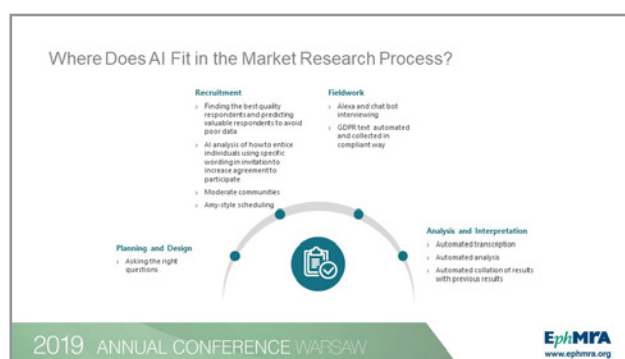 Where Does AI Fit in the Market Research Process?
Recruitment
› Finding the best quality
respondents and predicting
valuable respondents to avoid
poor data
› AI analysis of how to entice
individuals using specific
wording in invitation to
increase agreement to
participate
› Moderate communities
› Amy-style scheduling
Fieldwork
› Alexa and chat bot
interviewing
› GDPR text automated
and collected in
compliant way
Planning and Design
› Asking the right
questions
Analysis and Interpretation
› Automated transcription
› Automated analysis
› Automated collation of results
with previous results
2019 ANNUAL CONFERENCE WARSAW
EphMRA
www.ephmra.org